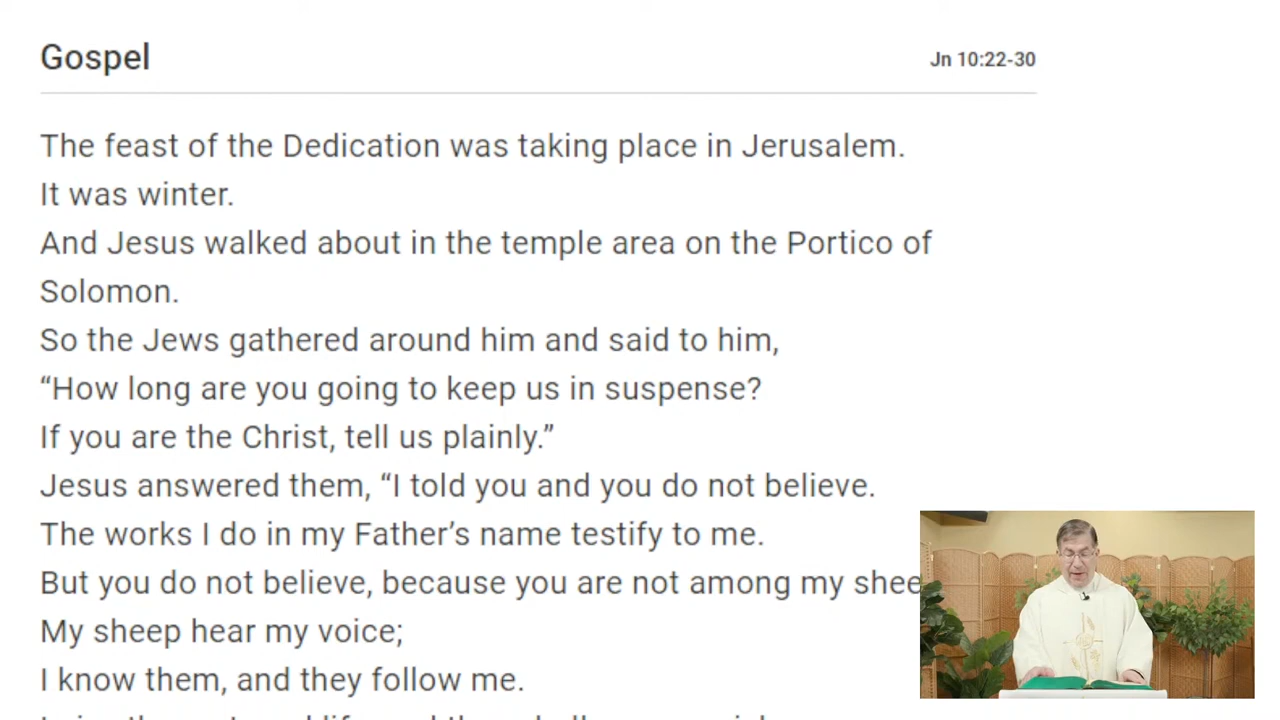 Gospel
Jn 10:22-30
The feast of the Dedication was taking place in Jerusalem.
It was winter.
And Jesus walked about in the temple area on the Portico of
Solomon.
So the Jews gathered around him and said to him,
“How long are you going to keep us in suspense?
If you are the Christ, tell us plainly.”
Jesus answered them, “I told you and you do not believe.
The works I do in my Father’s name testify to me.
But you do not believe, because you are not among my shee
My sheep hear my voice;
I know them, and they follow me.